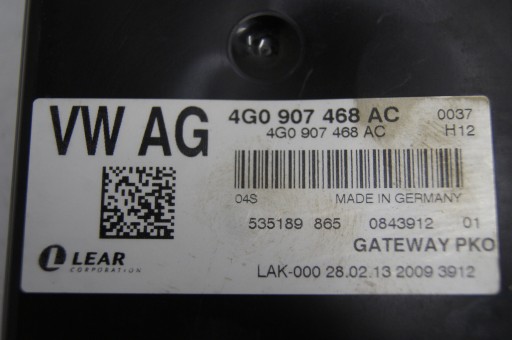 VW AG
4G0 907 468 AC 0037
4G0 907 468 AC H12
04S MADE IN GERMANY
535189 865 0843912 01
GATEWAY PKO
LEAR
CORPORATION
LAK-000 28.02.13 2009 3912